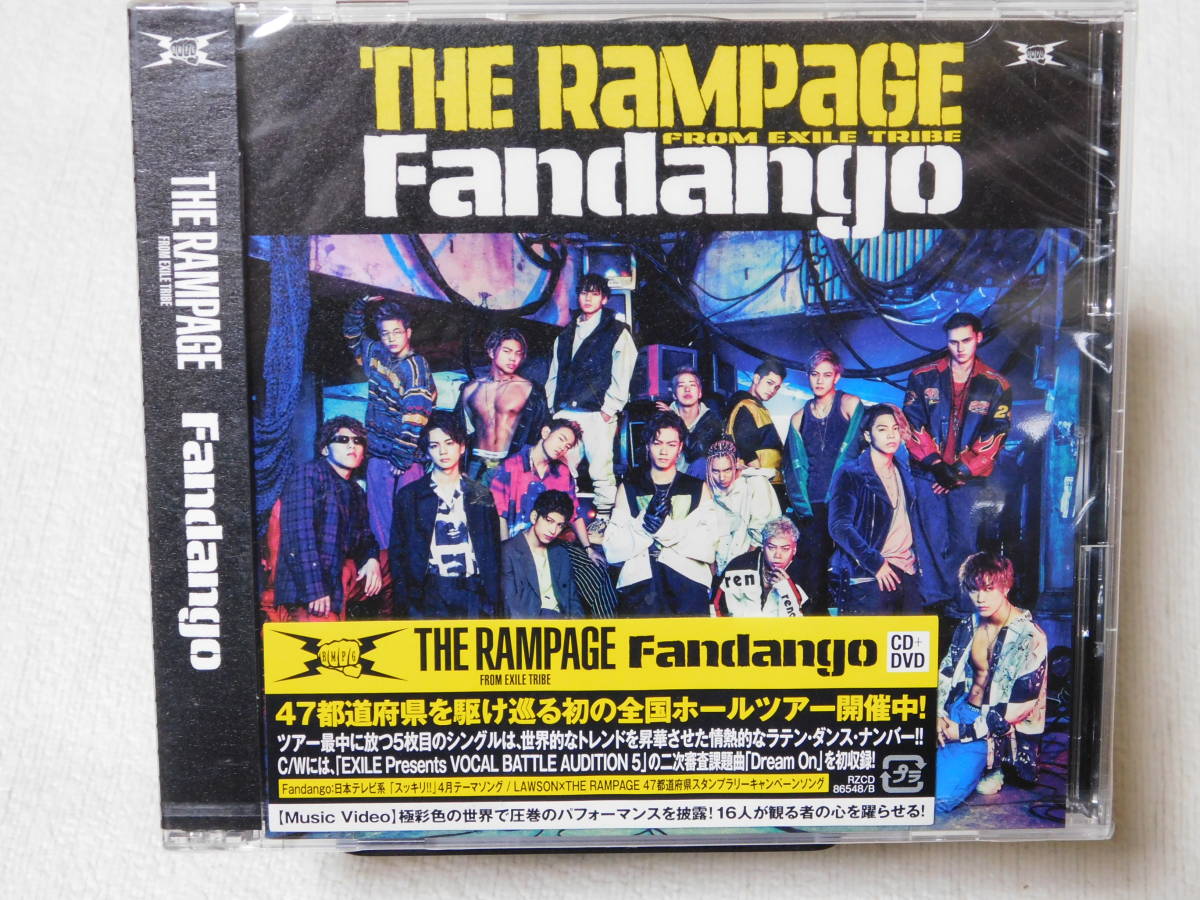 THE RAMPAGE
FROM EXILE TRIBE
Fandango
THE RAMPAGE
FROM EXILE TRIBE
Fandango
2
ren
reno
RMPG
THE RAMPAGE
FROM EXILE TRIBE
Fandango
CD+
DVD
47都道府県を駆け巡る初の全国ホールツアー開催中!
ツアー最中に放つ5枚目のシングルは、世界的なトレンドを昇華させた情熱的なラテン・ダンス・ナンバー!!
C/Wには、「EXILE Presents VOCAL BATTLE AUDITION 5」の二次審査課題曲「Dream On」を初収録!
Fandango:日本テレビ系「スッキリ!!」4月テーマソング / LAWSON×THE RAMPAGE 47都道府県スタンプラリーキャンペーンソング
RZCD
86548/B
プラ
【Music Video】極彩色の世界で圧巻のパフォーマンスを披露!16人が観る者の心を躍らせる!